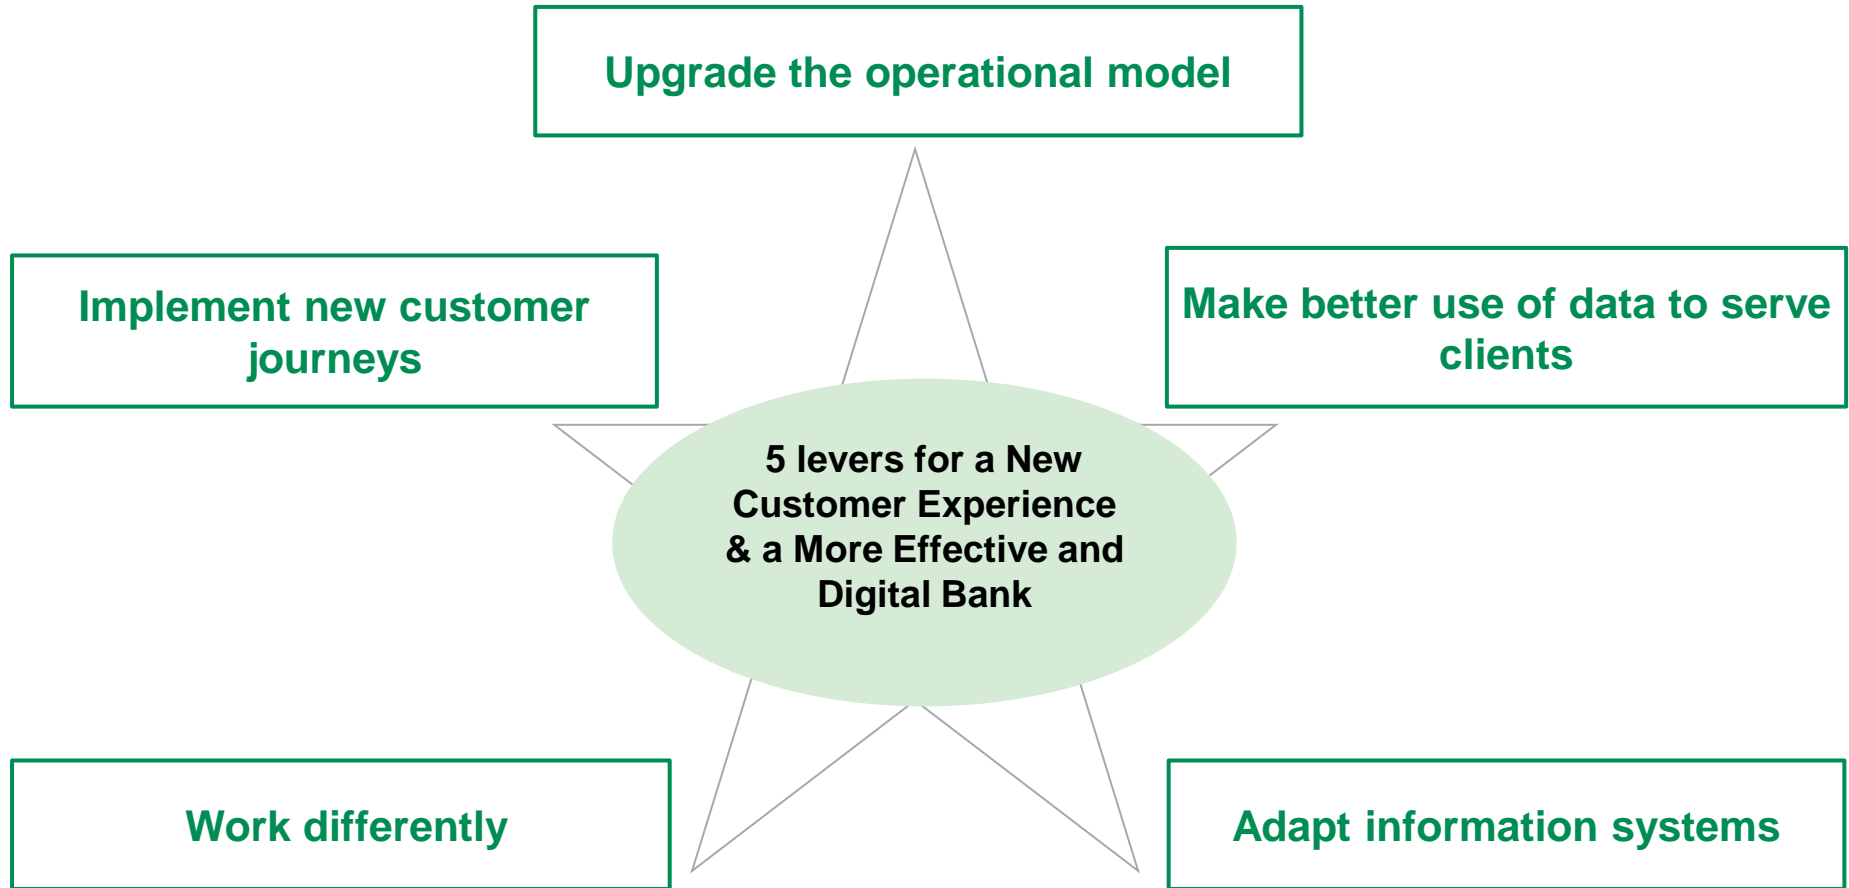 Upgrade the operational model
Implement new customer
journeys
Make better use of data to serve
clients
5 levers for a New
Customer Experience
& a More Effective and
Digital Bank
Work differently
Adapt information systems